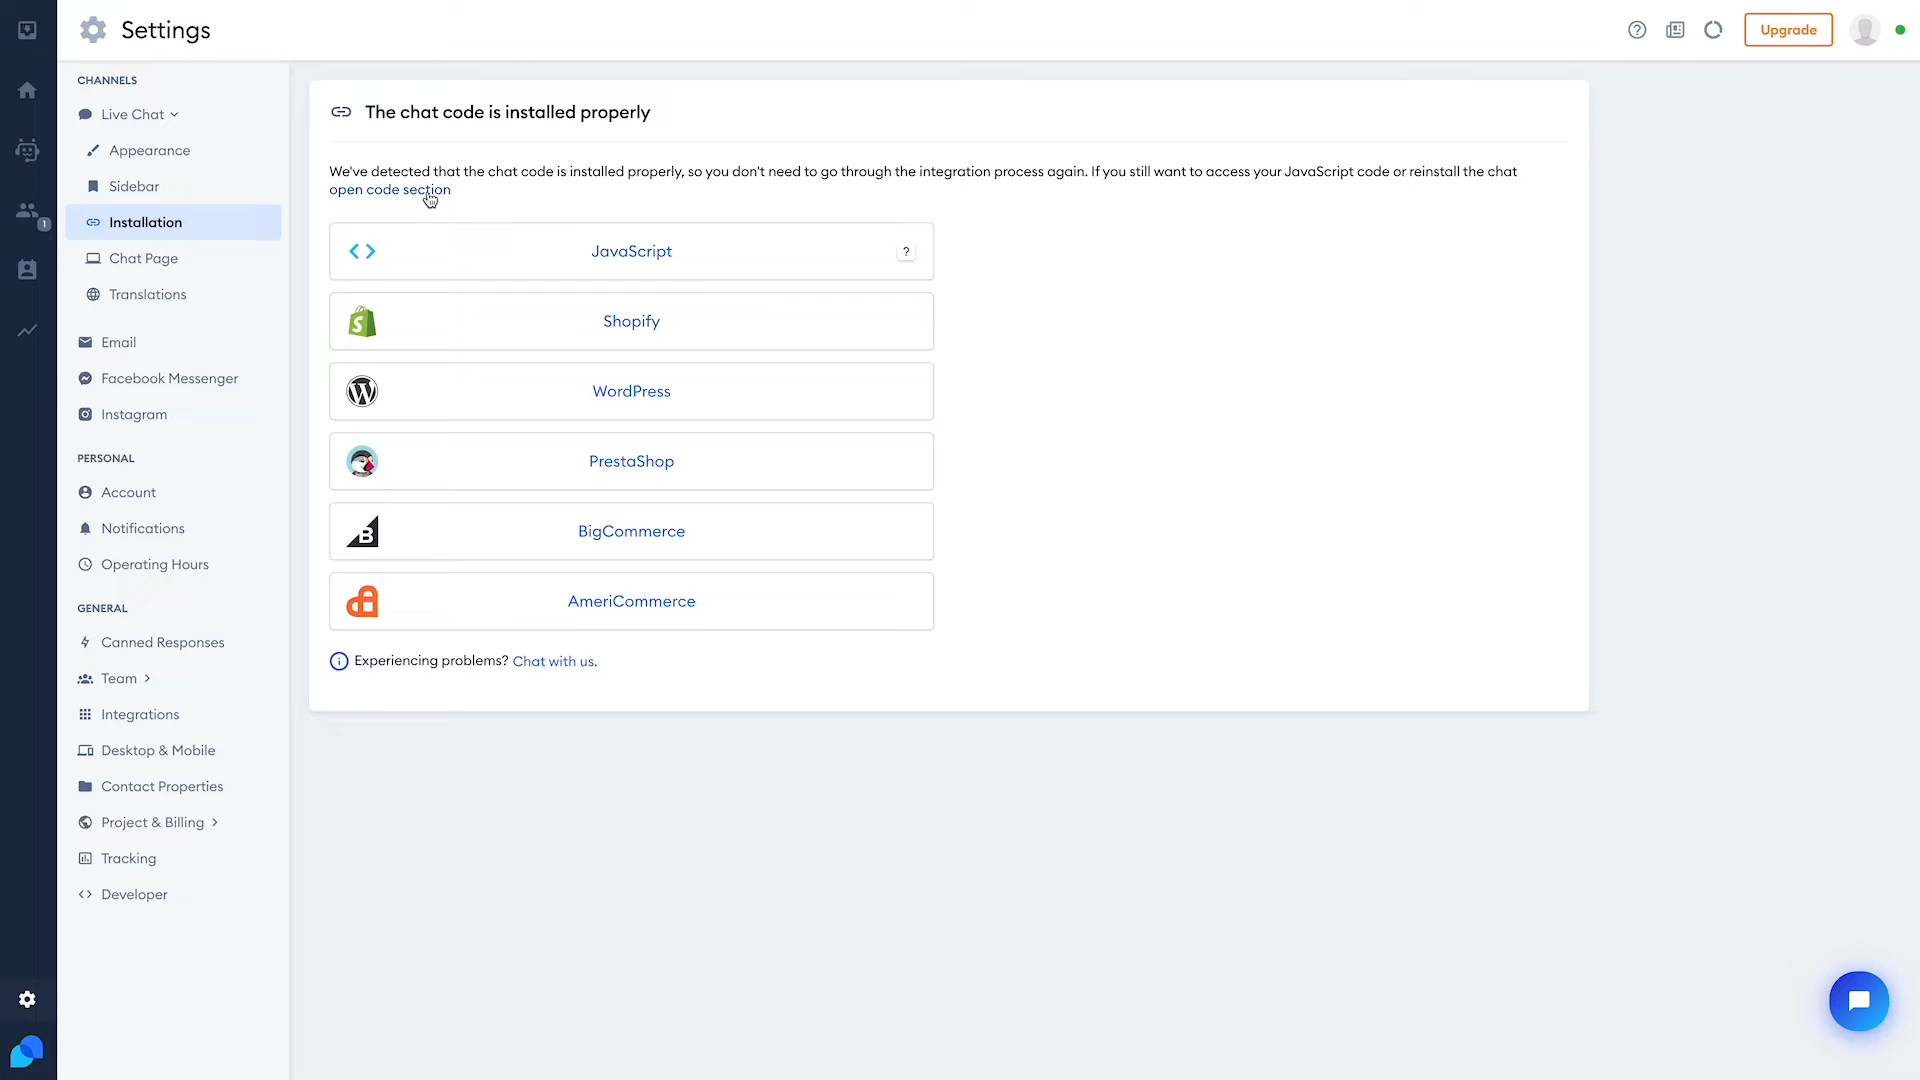 Settings
Upgrade
CHANNELS
Live Chat
Appearance
Sidebar
Installation
Chat Page
Translations
Email
Facebook Messenger
Instagram
PERSONAL
Account
Notifications
Operating Hours
GENERAL
Canned Responses
Team
Integrations
Desktop & Mobile
Contact Properties
Project & Billing
Tracking
Developer
1
The chat code is installed properly
We've detected that the chat code is installed properly, so you don't need to go through the integration process again. If you still want to access your JavaScript code or reinstall the chat
open code section
JavaScript
?
Shopify
WordPress
PrestaShop
BigCommerce
AmeriCommerce
Experiencing problems? Chat with us.